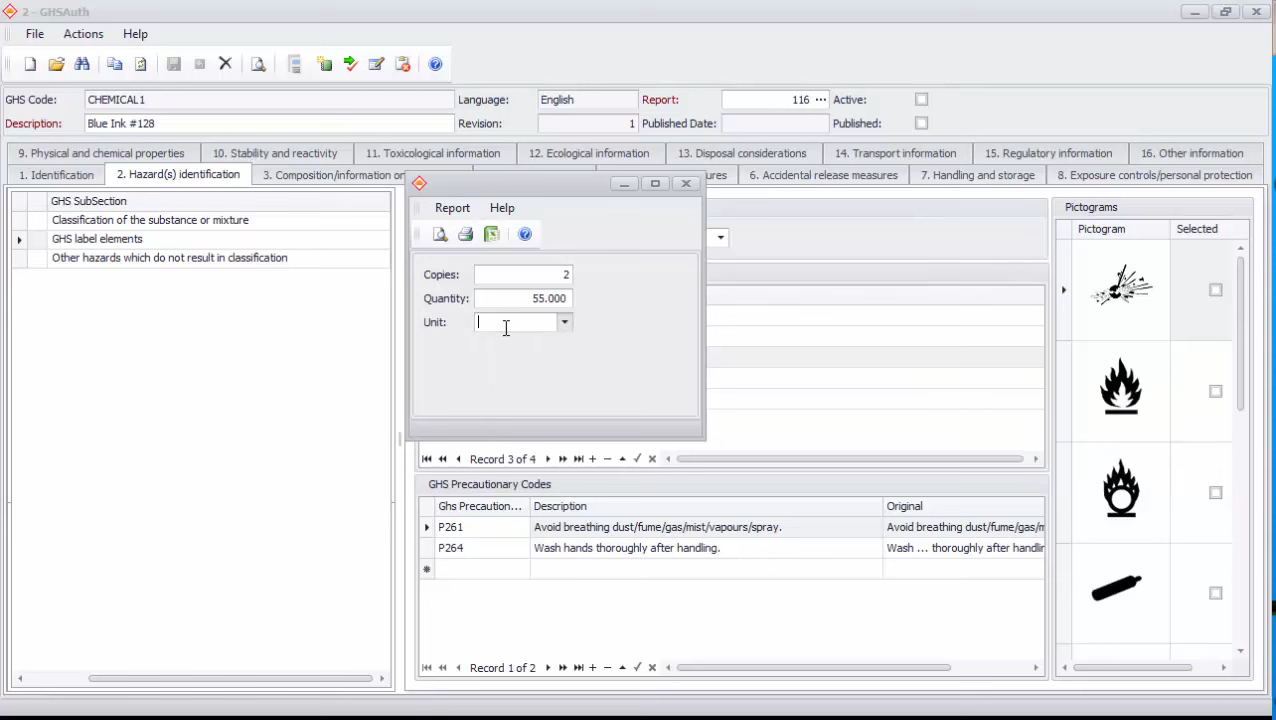 2 - GHSAuth
File Actions Help
GHS Code: CHEMICAL1 Language: English Report: 116 ··· Active:
Description: Blue Ink #128 Revision: 1 Published Date: Published:
9. Physical and chemical properties 10. Stability and reactivity 11. Toxicological information 12. Ecological information 13. Disposal considerations 14. Transport information 15. Regulatory information 16. Other information
1. Identification 2. Hazard(s) identification 3. Composition/information on 6. Accidental release measures 7. Handling and storage 8. Exposure controls/personal protection
GHS SubSection
Classification of the substance or mixture
GHS label elements
Other hazards which do not result in classification
Report Help
Copies: 2
Quantity: 55.000
Unit:
Record 3 of 4
GHS Precautionary Codes
Ghs Precaution... Description Original
P261 Avoid breathing dust/fume/gas/mist/vapours/spray. Avoid breathing dust/fume/gas/m
P264 Wash hands thoroughly after handling. Wash ... thoroughly after handlin
Record 1 of 2
Pictograms
Pictogram Selected